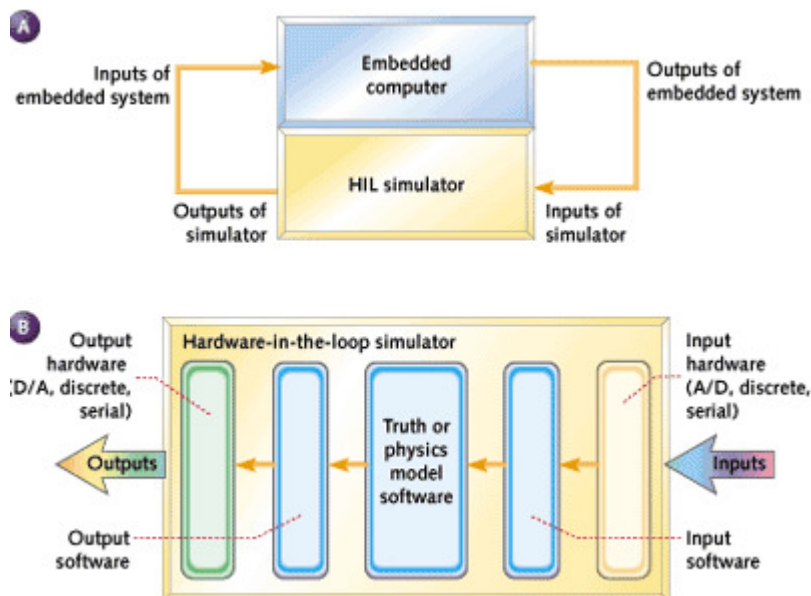 A
Inputs of
embedded system
Embedded
computer
Outputs of
embedded system
HIL simulator
Outputs of
simulator
Inputs of
simulator
B
Hardware-in-the-loop simulator
Output
hardware
(D/A, discrete,
serial)
Input
hardware
(A/D, discrete,
serial)
Truth or
physics
model
software
Outputs
Inputs
Output
software
Input
software